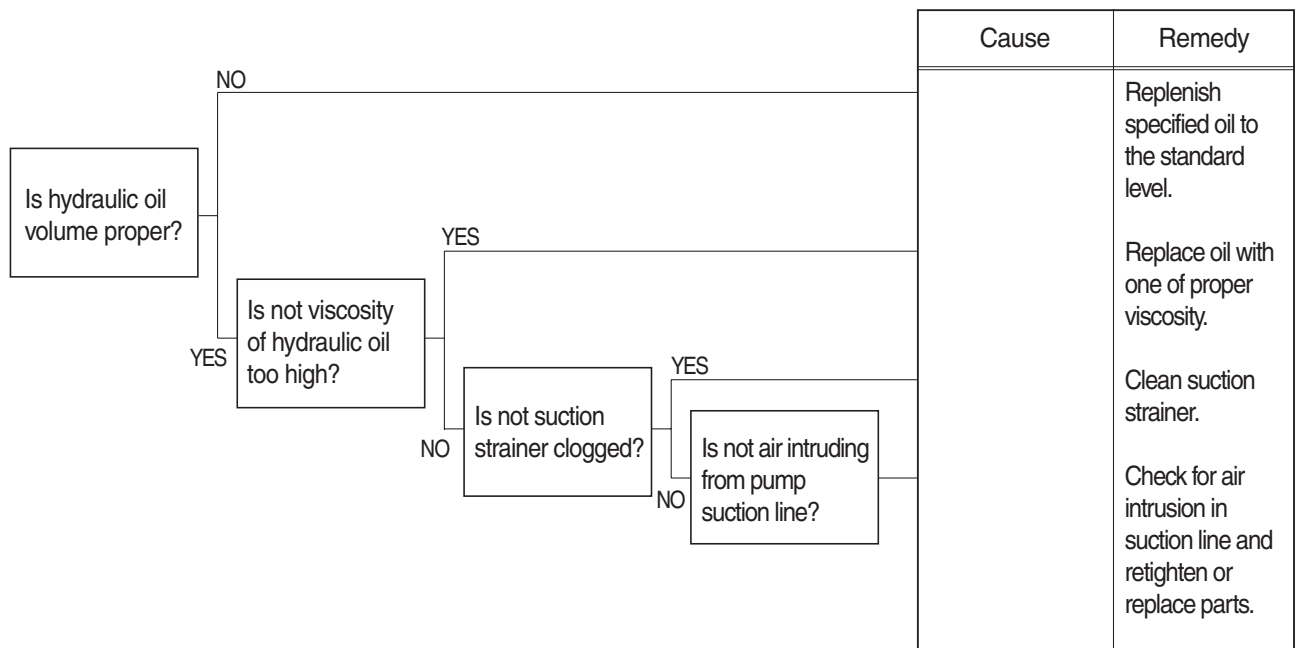 Cause
Remedy
NO
Replenish
specified oil to
the standard
level.
Is hydraulic oil
volume proper?
YES
Replace oil with
one of proper
viscosity.
Is not viscosity
of hydraulic oil
too high?
YES
YES
Clean suction
strainer.
Is not suction
strainer clogged?
NO
Is not air intruding
from pump
suction line?
NO
Check for air
intrusion in
suction line and
retighten or
replace parts.